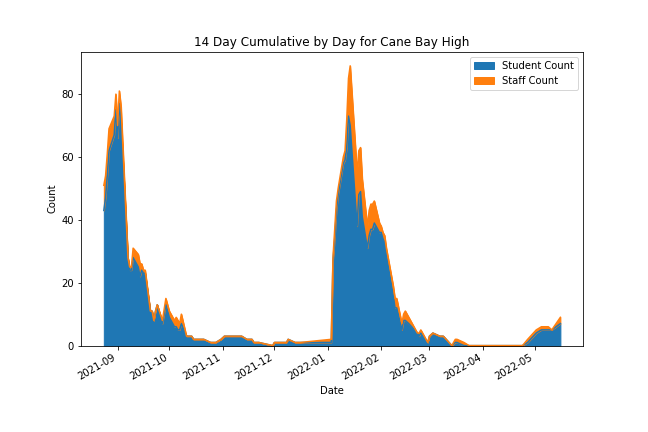 14 Day Cumulative by Day for Cane Bay High
Student Count
Staff Count
80
60
40
20
0
Count
2021-09
2021-10
2021-11
2021-12
2022-01
2022-02
2022-03
2022-04
2022-05
Date